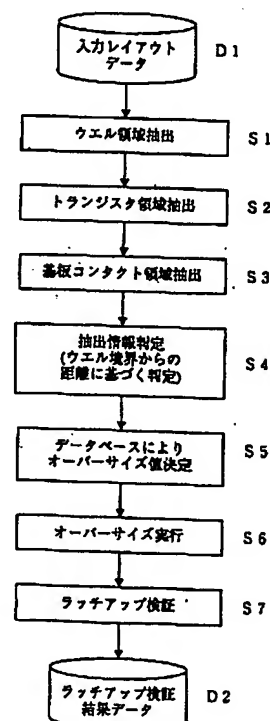 入力レイアウト
データ
D1
ウエル領域抽出
S1
トランジスタ領域抽出
S2
基板コンタクト領域抽出
S3
抽出情報判定
(ウエル境界からの
距離に基づく判定)
S4
データベースにより
オーバーサイズ値決定
S5
オーバーサイズ実行
S6
ラッチアップ検証
S7
ラッチアップ検証
結果データ
D2